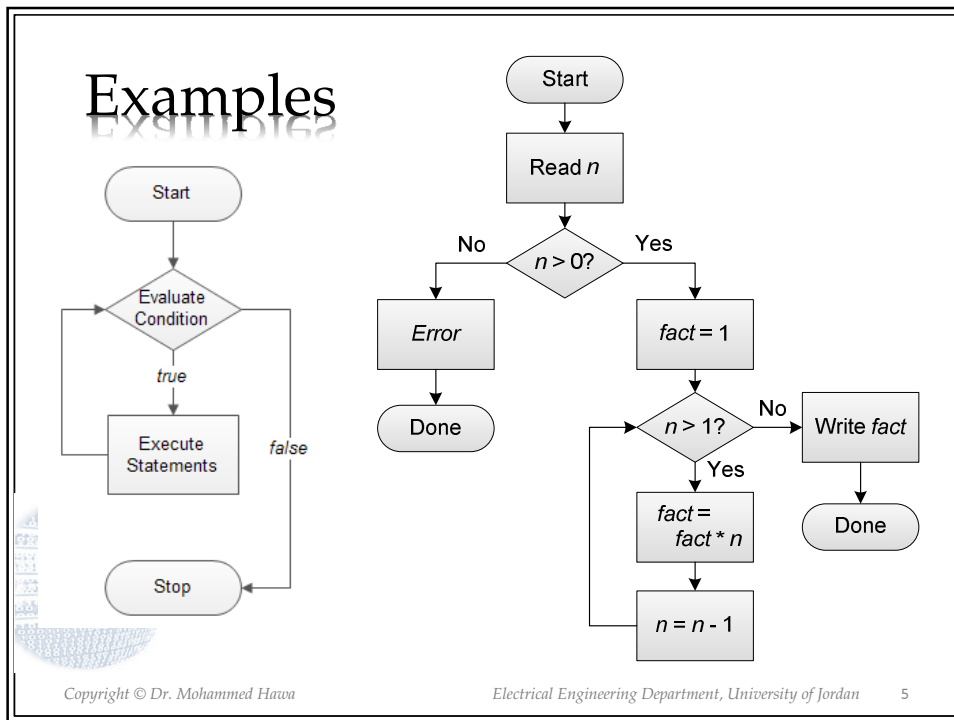 Examples
Start
Evaluate
Condition
true
Execute
Statements
false
Stop
Start
Read n
n > 0?
No
Yes
Error
Done
fact = 1
n > 1?
No
Yes
Write fact
Done
fact =
fact * n
n = n - 1
Copyright © Dr. Mohammed Hawa
Electrical Engineering Department, University of Jordan
5